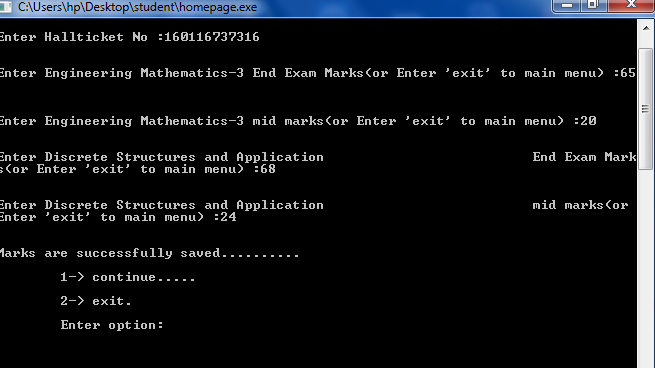 C:\Users\hp\Desktop\student\homepage.exe
Enter Hallticket No :160116737316
Enter Engineering Mathematics-3 End Exam Marks(or Enter 'exit' to main menu) :65
Enter Engineering Mathematics-3 mid marks(or Enter 'exit' to main menu) :20
Enter Discrete Structures and Application End Exam Mark
s(or Enter 'exit' to main menu) :68
Enter Discrete Structures and Application mid marks(or
Enter 'exit' to main menu) :24
Marks are successfully saved..........
1-> continue.....
2-> exit.
Enter option: